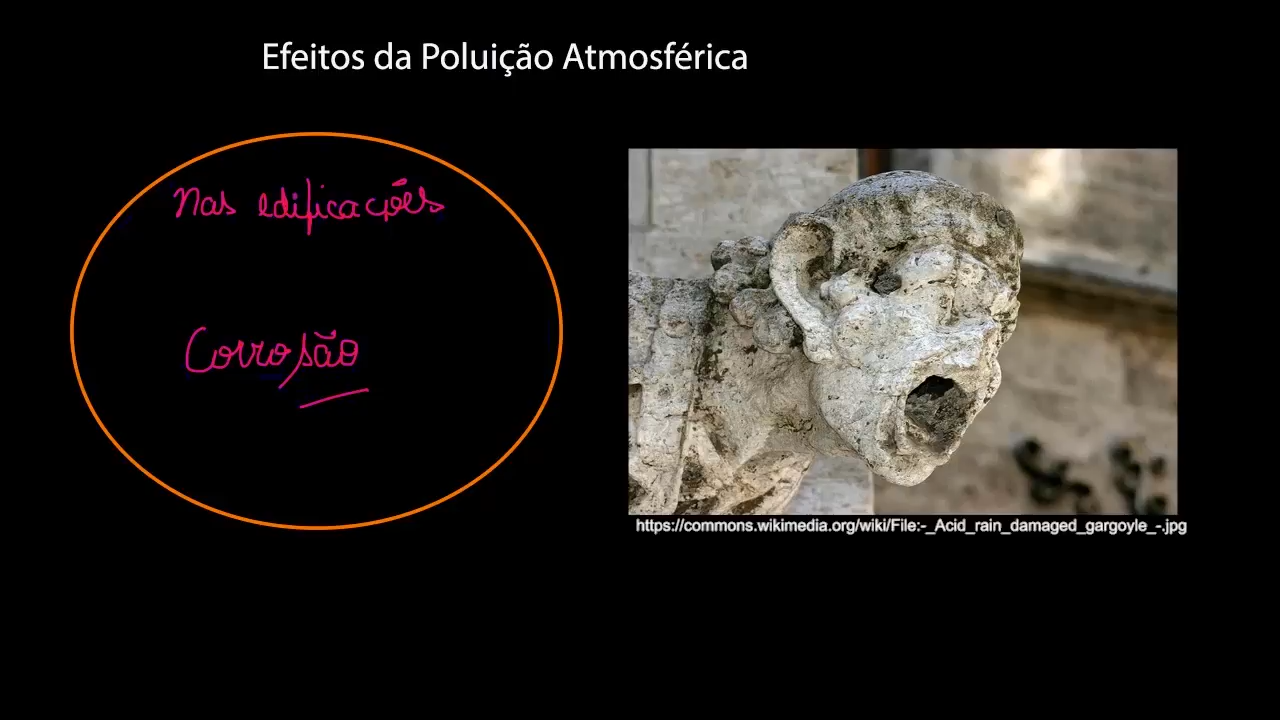 Efeitos da Poluição Atmosférica
Nas edificações
Corrosão
https://commons.wikimedia.org/wiki/File:-_Acid_rain_damaged_gargoyle_-.jpg